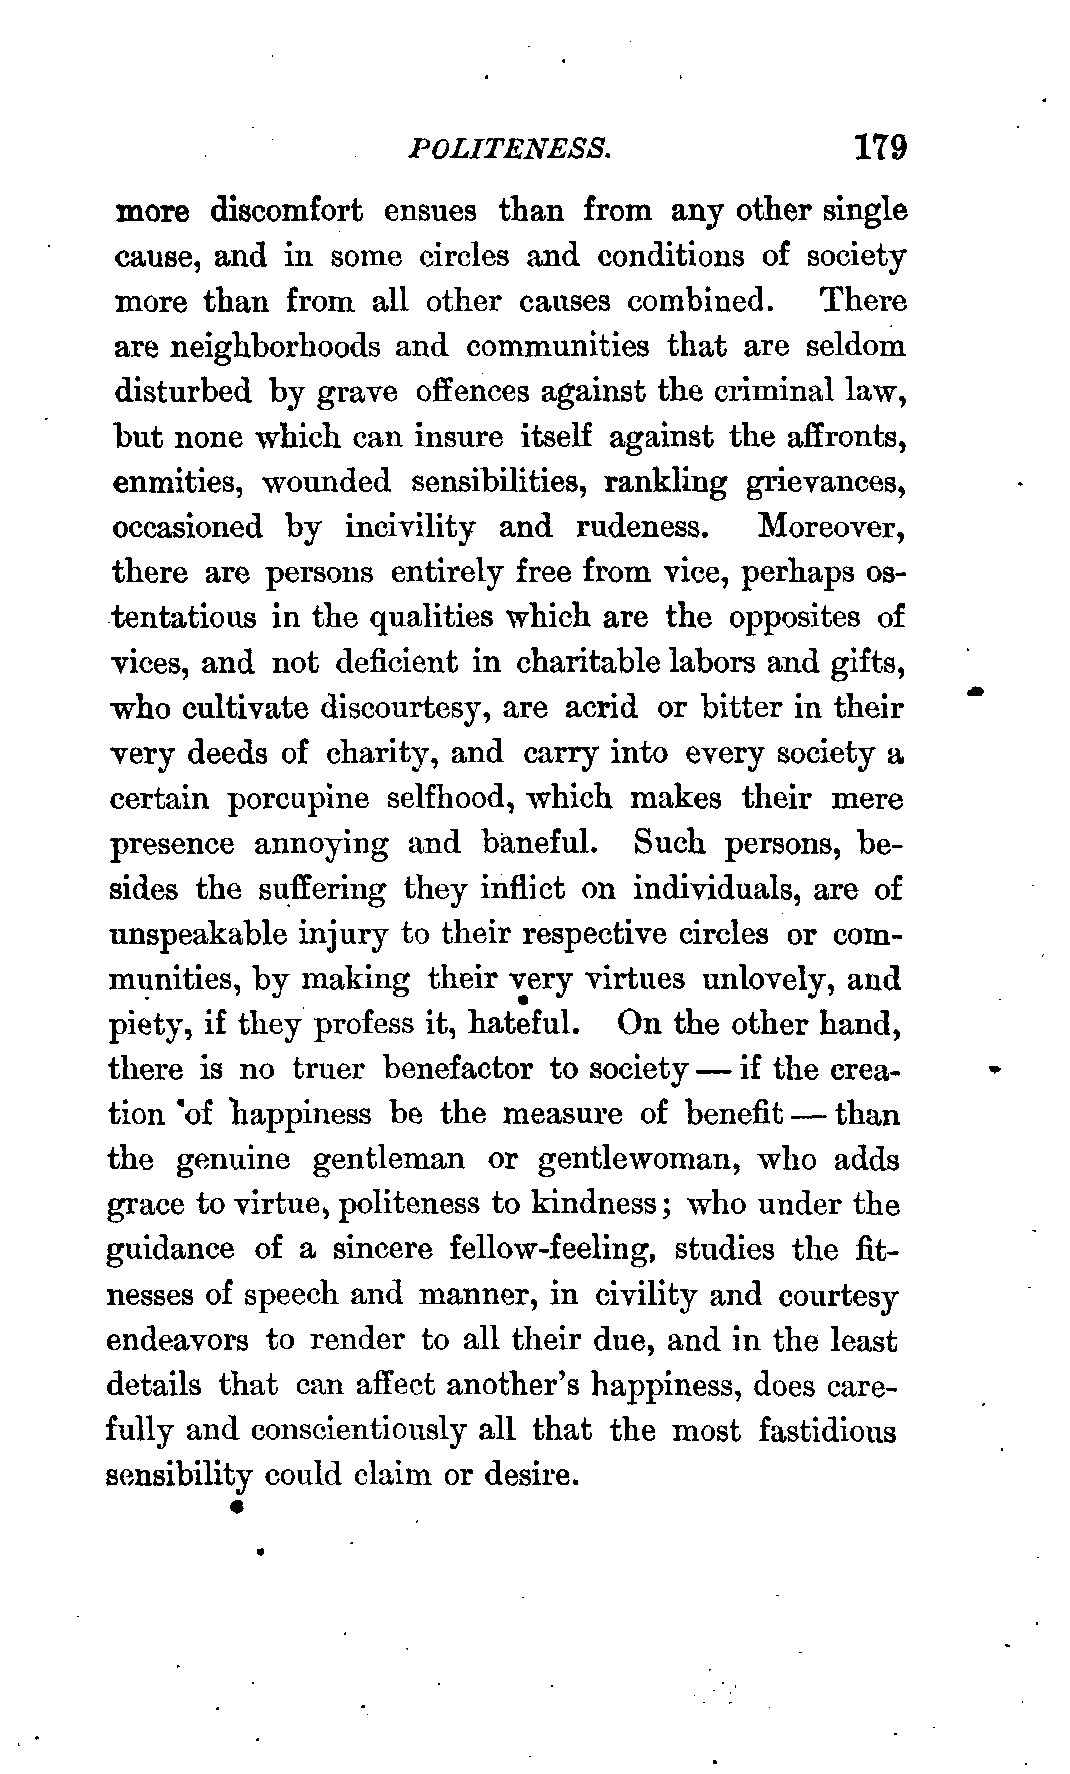 POLITENESS. 179
more discomfort ensues than from any other single
cause, and in some circles and conditions of society
more than from all other causes combined. There
are neighborhoods and communities that are seldom
disturbed by grave offences against the criminal law,
but none which can insure itself against the affronts,
enmities, wounded sensibilities, rankling grievances,
occasioned by incivility and rudeness. Moreover,
there are persons entirely free from vice, perhaps os-
tentatious in the qualities which are the opposites of
vices, and not deficient in charitable labors and gifts,
who cultivate discourtesy, are acrid or bitter in their
very deeds of charity, and carry into every society a
certain porcupine selfhood, which makes their mere
presence annoying and baneful. Such persons, be-
sides the suffering they inflict on individuals, are of
unspeakable injury to their respective circles or com-
munities, by making their very virtues unlovely, and
piety, if they profess it, hateful. On the other hand,
there is no truer benefactor to society — if the crea-
tion of happiness be the measure of benefit — than
the genuine gentleman or gentlewoman, who adds
grace to virtue, politeness to kindness; who under the
guidance of a sincere fellow-feeling, studies the fit-
nesses of speech and manner, in civility and courtesy
endeavors to render to all their due, and in the least
details that can affect another's happiness, does care-
fully and conscientiously all that the most fastidious
sensibility could claim or desire.